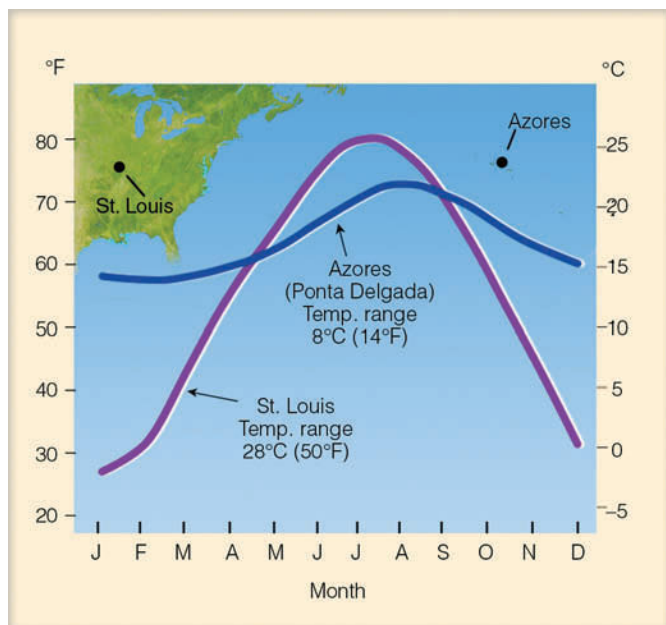 °F
°C
80
70
60
50
40
30
20
25
20
2
15
10
5
0
–5
St. Louis
Azores
Azores
(Ponta Delgada)
Temp. range
8°C (14°F)
St. Louis
Temp. range
28°C (50°F)
J F M A M J J A S O N D
Month